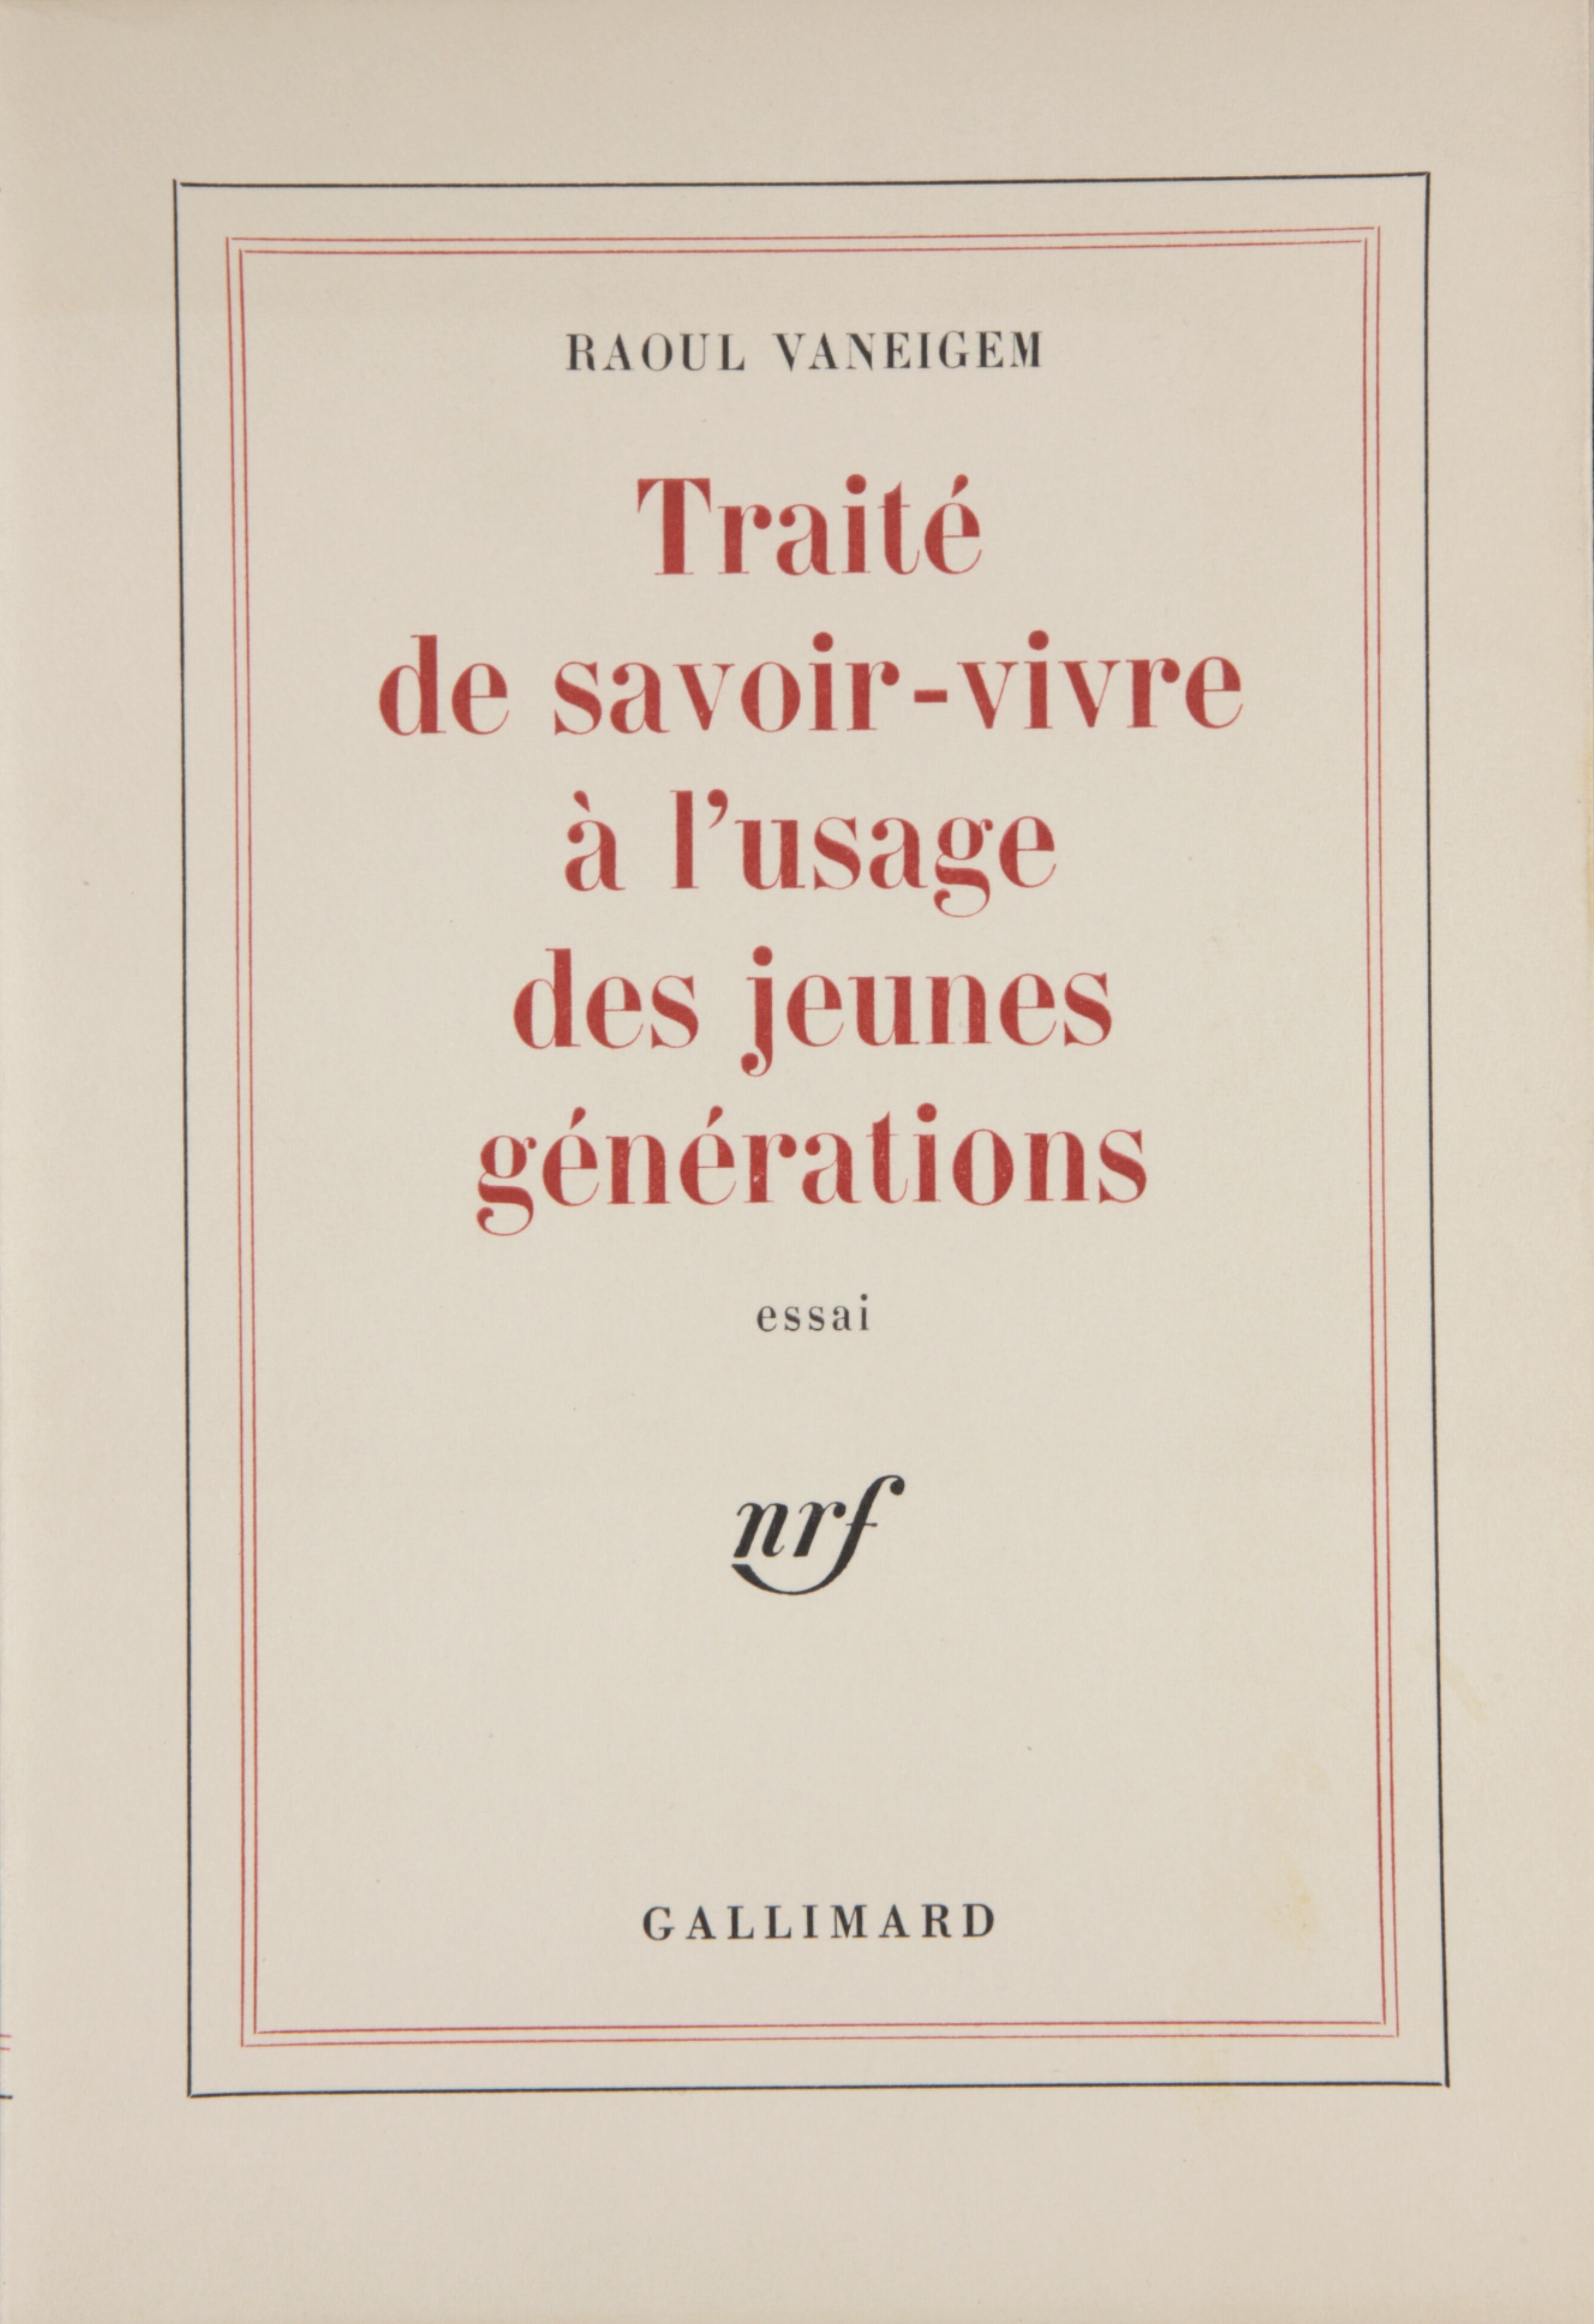 RAOUL VANEIGEM
Traité
de savoir-vivre
à l'usage
des jeunes
générations
essai
nrf
GALLIMARD